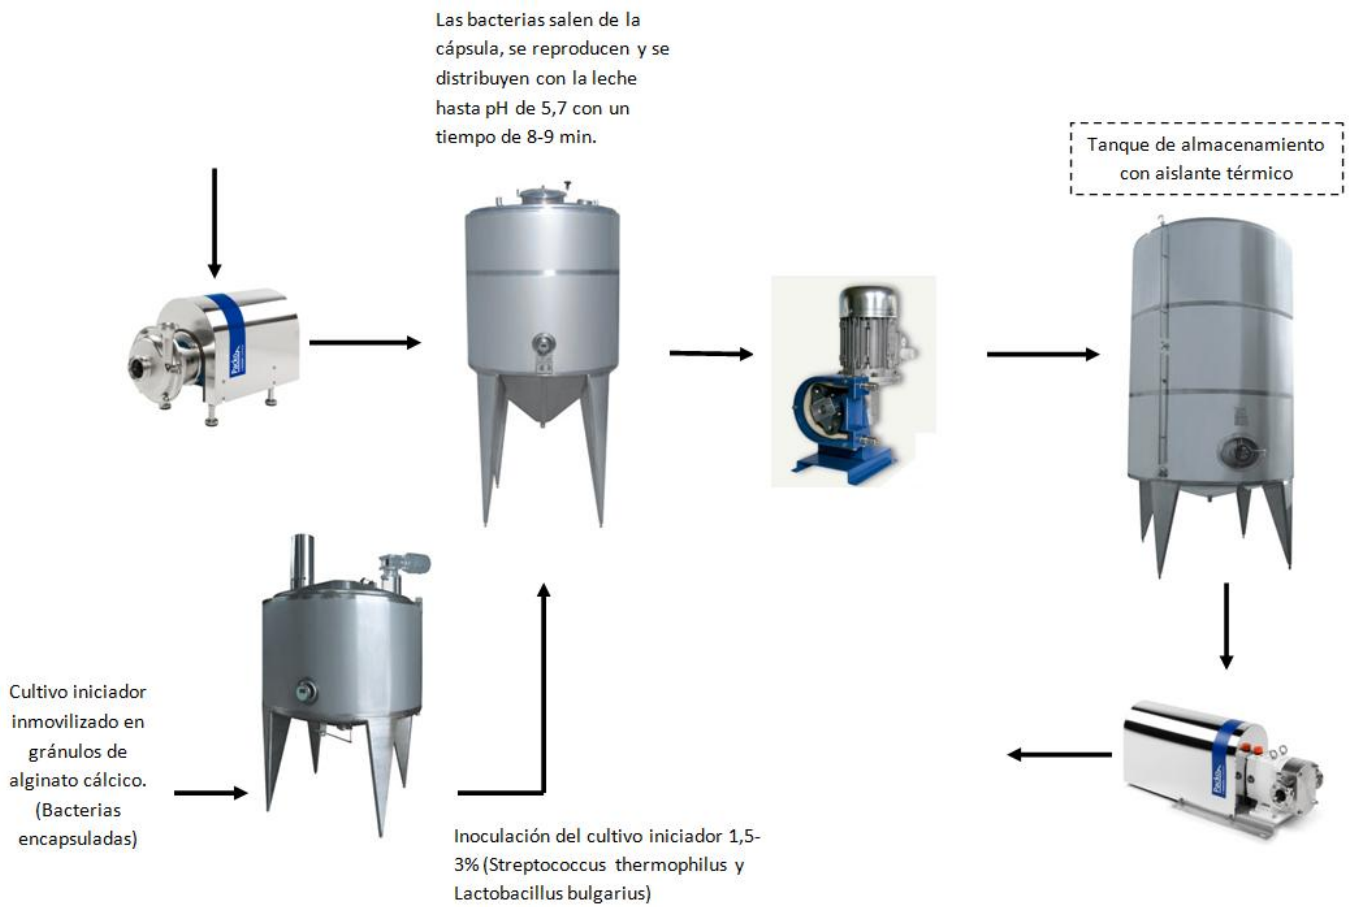 Las bacterias salen de la
cápsula, se reproducen y se
distribuyen con la leche
hasta pH de 5,7 con un
tiempo de 8-9 min.
Tanque de almacenamiento
con aislante térmico
Packo
Cultivo iniciador
inmovilizado en
gránulos de
alginato cálcico.
(Bacterias
encapsuladas)
Inoculación del cultivo iniciador 1,5-
3% (Streptococcus thermophilus y
Lactobacillus bulgarius)
Packo